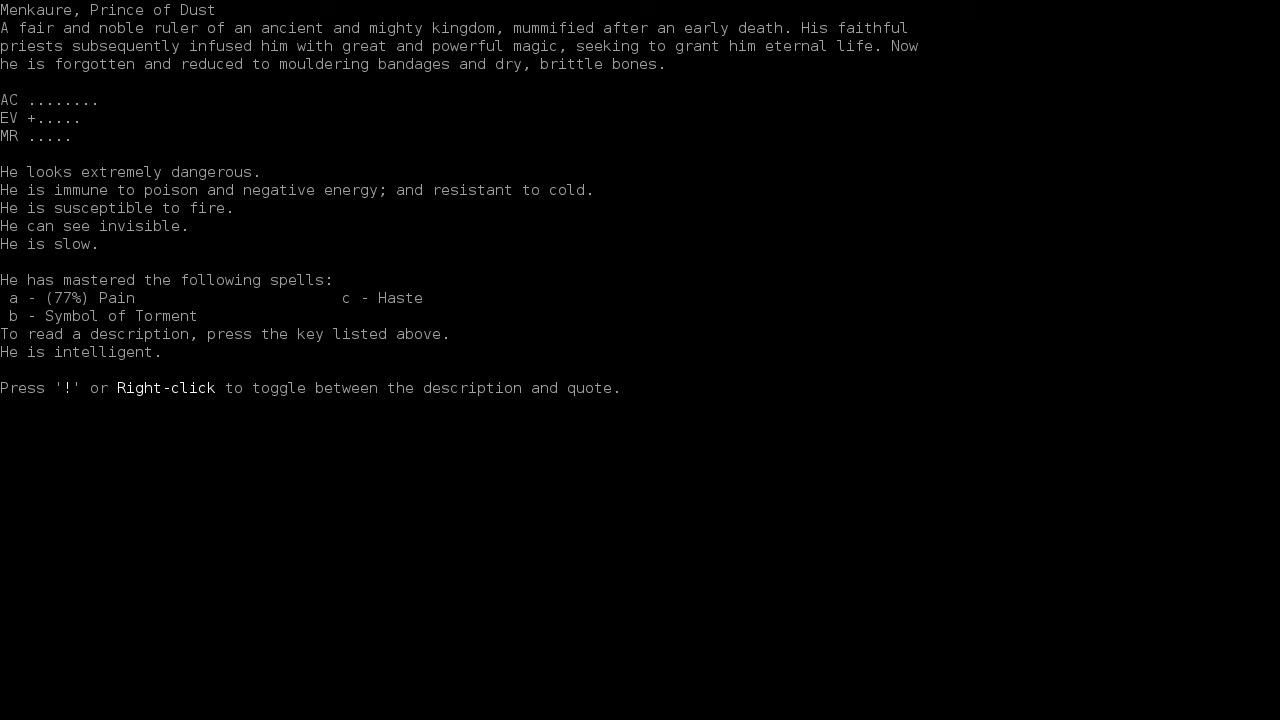 Menkaure, Prince of Dust
A fair and noble ruler of an ancient and mighty kingdom, mummified after an early death. His faithful
priests subsequently infused him with great and powerful magic, seeking to grant him eternal life. Now
he is forgotten and reduced to mouldering bandages and dry, brittle bones.
AC ........
EV +.....
MR .....
He looks extremely dangerous.
He is immune to poison and negative energy; and resistant to cold.
He is susceptible to fire.
He can see invisible.
He is slow.
He has mastered the following spells:
a - (77%) Pain c - Haste
b - Symbol of Torment
To read a description, press the key listed above.
He is intelligent.
Press '!' or Right-click to toggle between the description and quote.